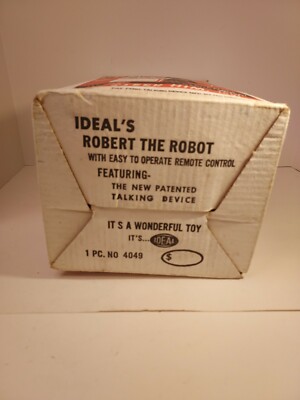 IDEAL'S
ROBERT THE ROBOT
WITH EASY TO OPERATE REMOTE CONTROL
FEATURING-
THE NEW PATENTED
TALKING DEVICE
IT S A WONDERFUL TOY
IT'S... IDEAL
1 PC. NO 4049 $